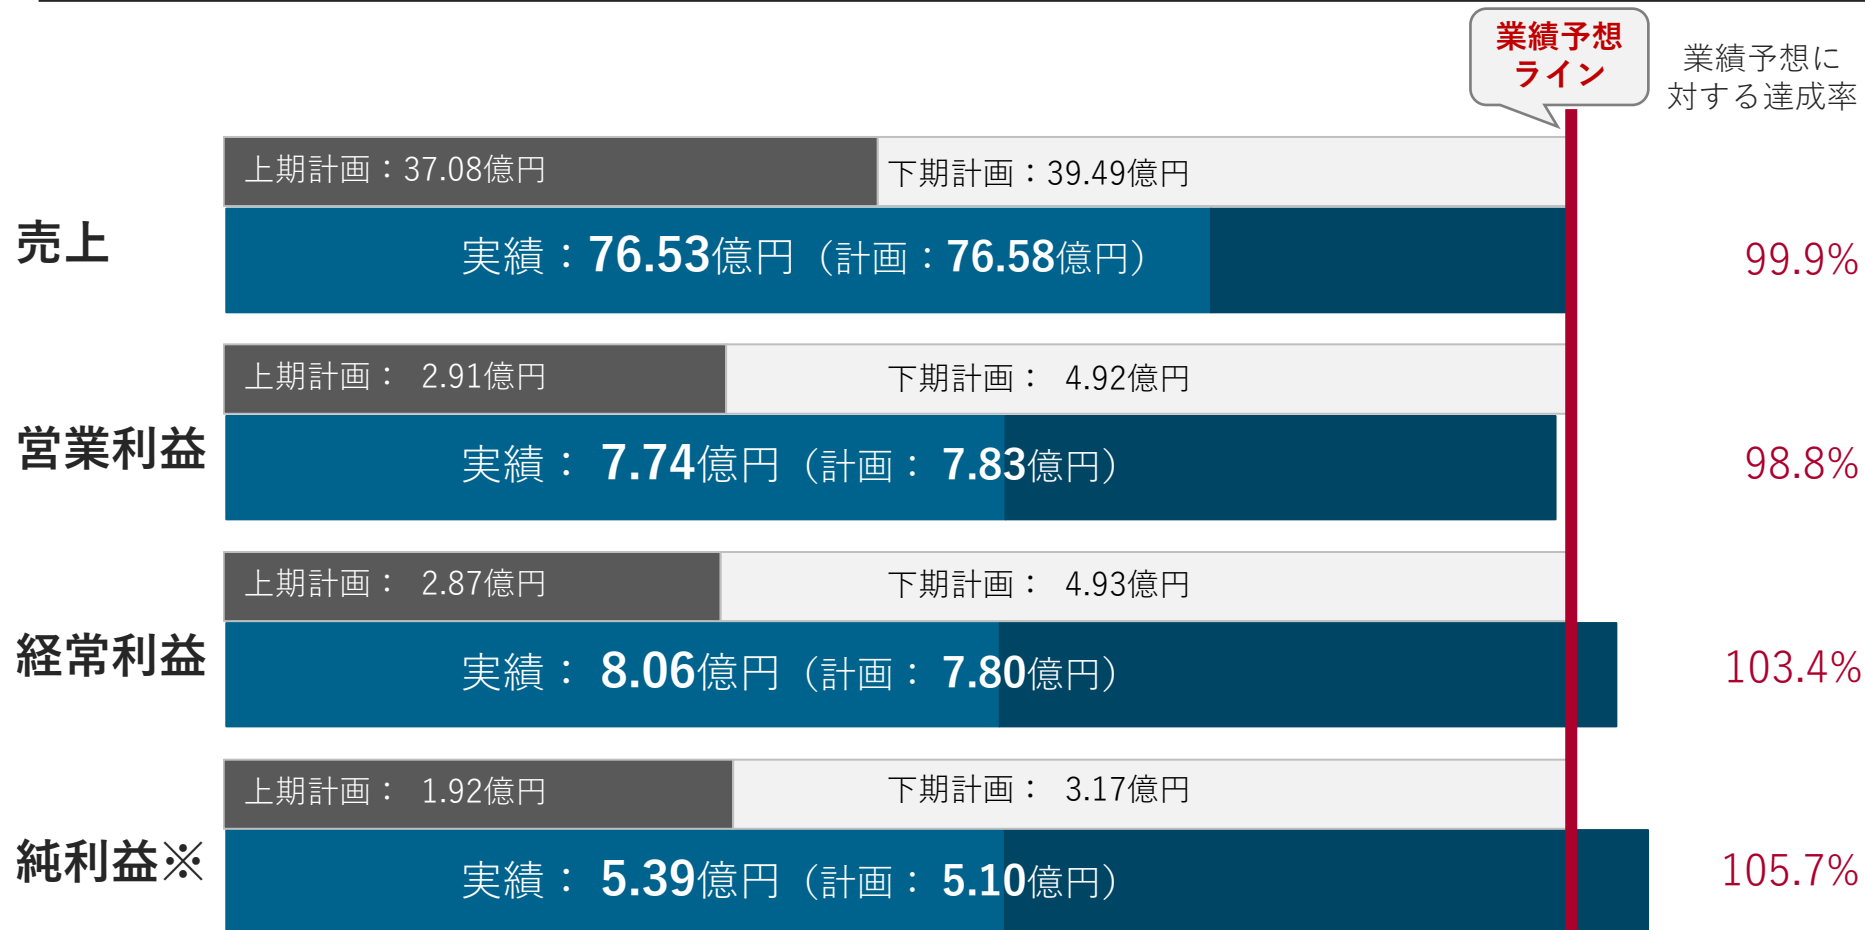 業績予想
ライン
業績予想に
対する達成率
上期計画：37.08億円
下期計画：39.49億円
売上
実績：76.53億円（計画：76.58億円）
99.9%
上期計画： 2.91億円
下期計画： 4.92億円
営業利益
実績： 7.74億円（計画： 7.83億円）
98.8%
上期計画： 2.87億円
下期計画： 4.93億円
経常利益
実績： 8.06億円（計画： 7.80億円）
103.4%
上期計画： 1.92億円
下期計画： 3.17億円
純利益※
実績： 5.39億円（計画： 5.10億円）
105.7%